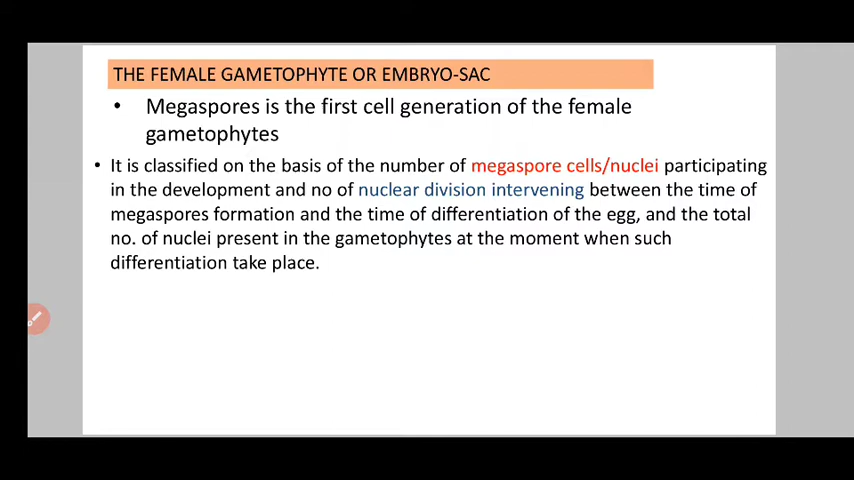 THE FEMALE GAMETOPHYTE OR EMBRYO-SAC
• Megaspores is the first cell generation of the female
gametophytes
• It is classified on the basis of the number of megaspore cells/nuclei participating
in the development and no of nuclear division intervening between the time of
megaspores formation and the time of differentiation of the egg, and the total
no. of nuclei present in the gametophytes at the moment when such
differentiation take place.